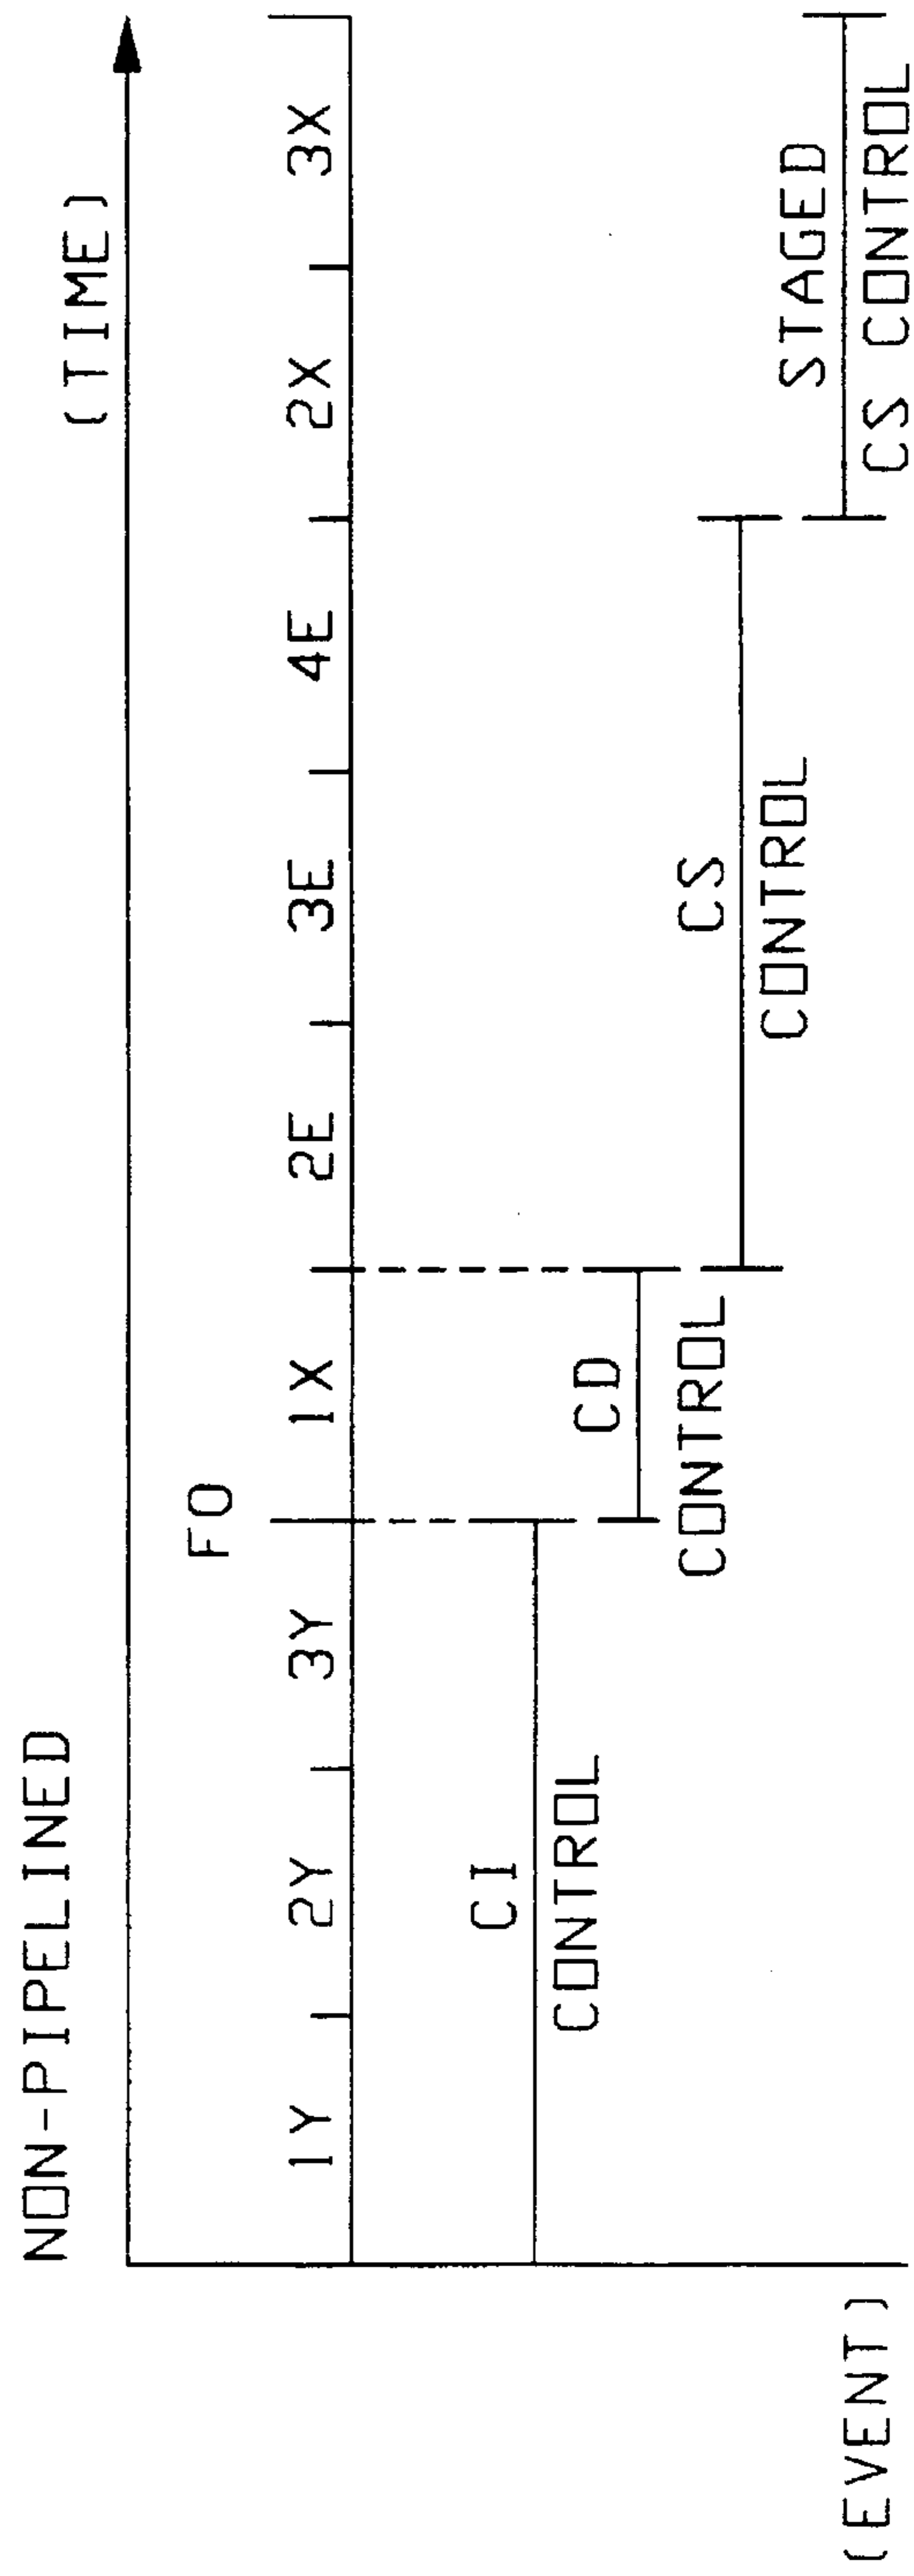 NON-PIPELINED
(TIME)
FO
1Y 2Y 3Y 1X 2E 3E 4E 2X 3X
CI
CONTROL
CD
CONTROL
CS
CONTROL
STAGED
CS CONTROL
(EVENT)